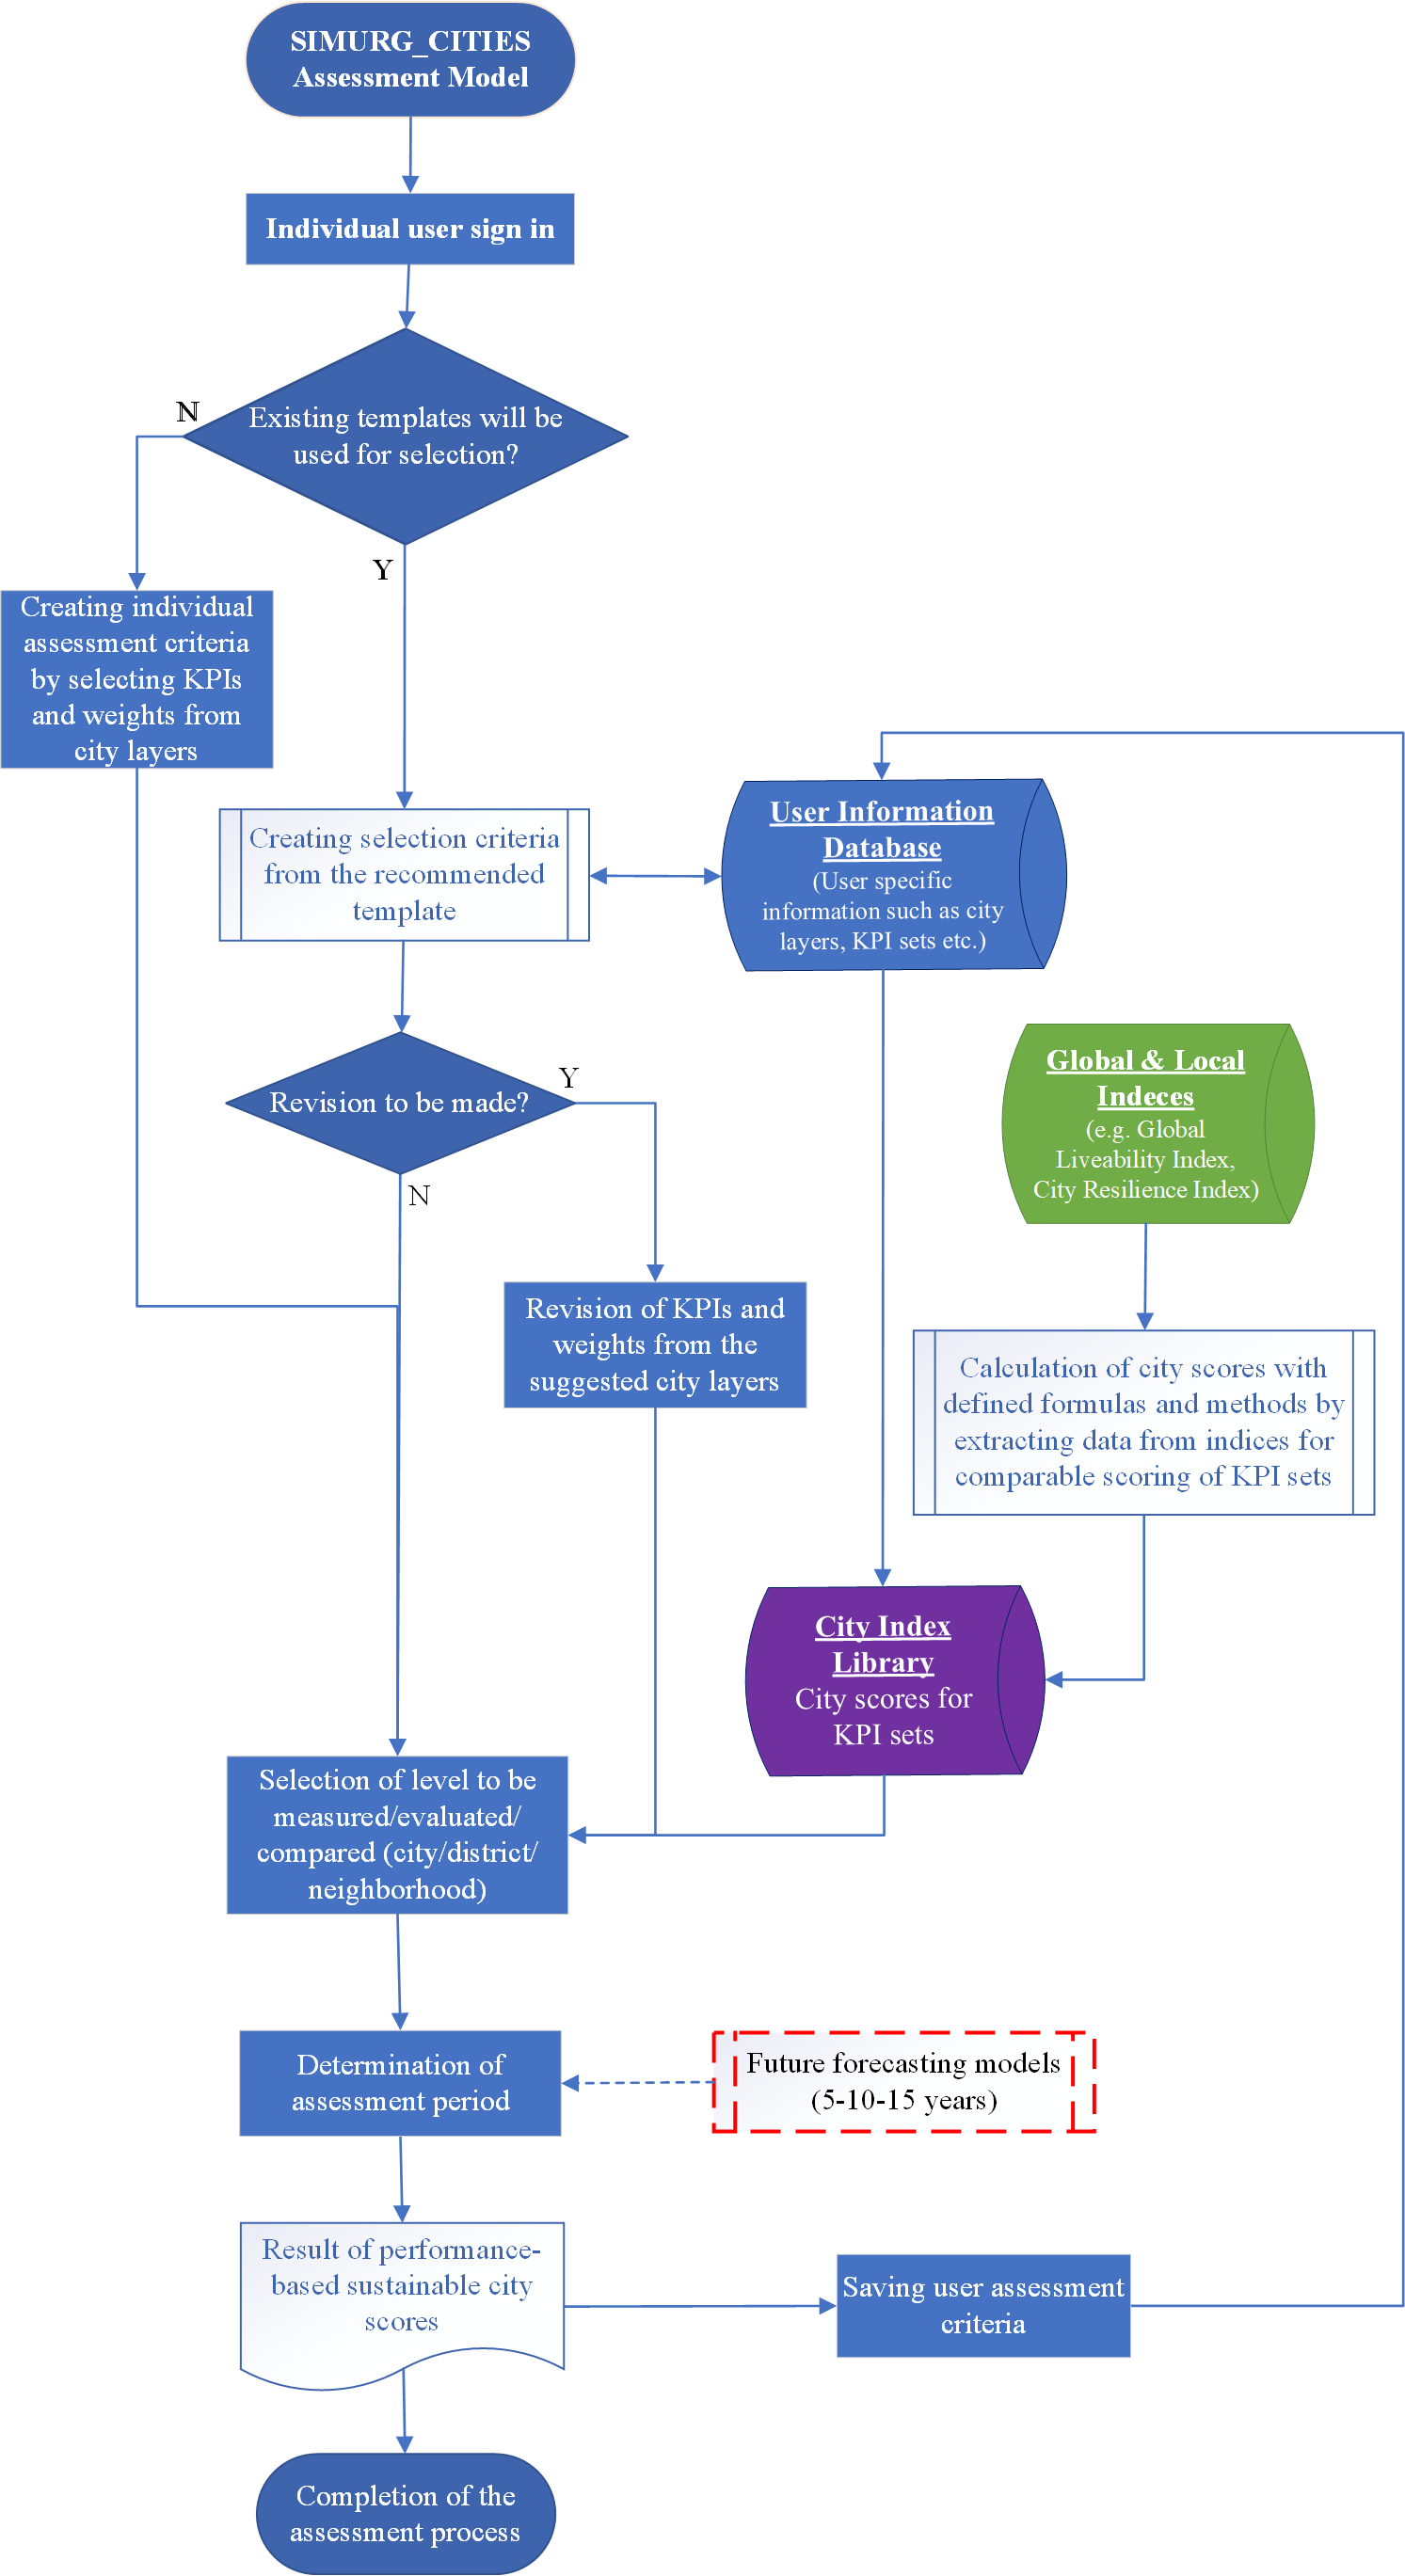 SIMURG_CITIES
Assessment Model
Individual user sign in
Existing templates will be
used for selection?
N
Y
Creating individual
assessment criteria
by selecting KPIs
and weights from
city layers
Creating selection criteria
from the recommended
template
User Information
Database
(User specific
information such as city
layers, KPI sets etc.)
Revision to be made?
Y
N
Global & Local
Indeces
(e.g. Global
Liveability Index,
City Resilience Index)
Revision of KPIs and
weights from the
suggested city layers
Calculation of city scores with
defined formulas and methods by
extracting data from indices for
comparable scoring of KPI sets
City Index
Library
City scores for
KPI sets
Selection of level to be
measured/evaluated/
compared (city/district/
neighborhood)
Determination of
assessment period
Future forecasting models
(5-10-15 years)
Result of performance-
based sustainable city
scores
Saving user assessment
criteria
Completion of the
assessment process